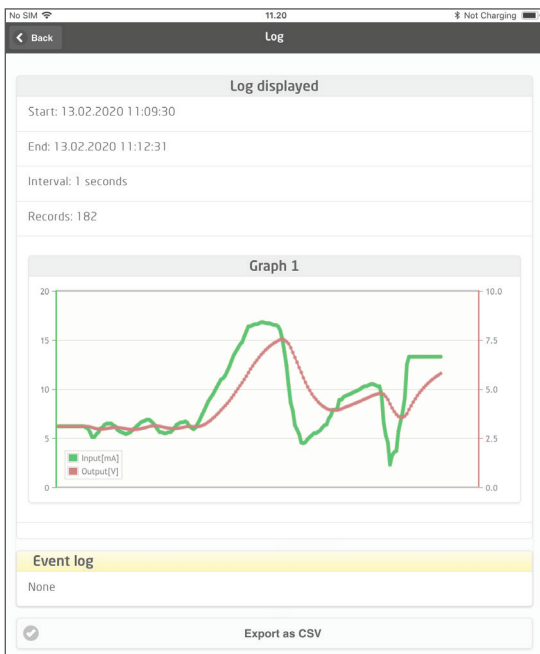 No SIM 11.20 Not Charging
Back Log
Log displayed
Start: 13.02.2020 11:09:30
End: 13.02.2020 11:12:31
Interval: 1 seconds
Records: 182
Graph 1
20 10.0
15 7.5
10 5.0
5 2.5
Input[mA]
Output[V]
0 0.0
Event log
None
Export as CSV